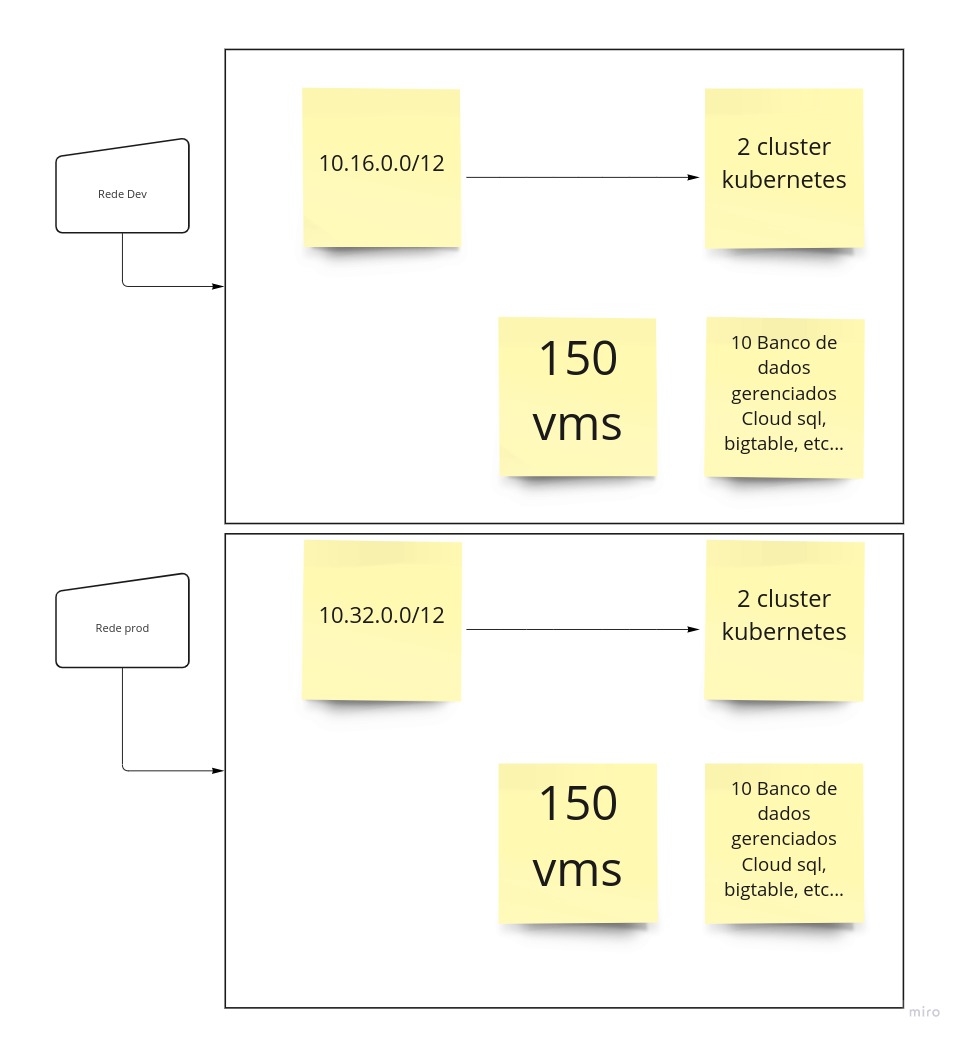 Rede Dev
10.16.0.0/12
2 cluster
kubernetes
150
vms
10 Banco de
dados
gerenciados
Cloud sql,
bigtable, etc...
Rede prod
10.32.0.0/12
2 cluster
kubernetes
150
vms
10 Banco de
dados
gerenciados
Cloud sql,
bigtable, etc...
miro